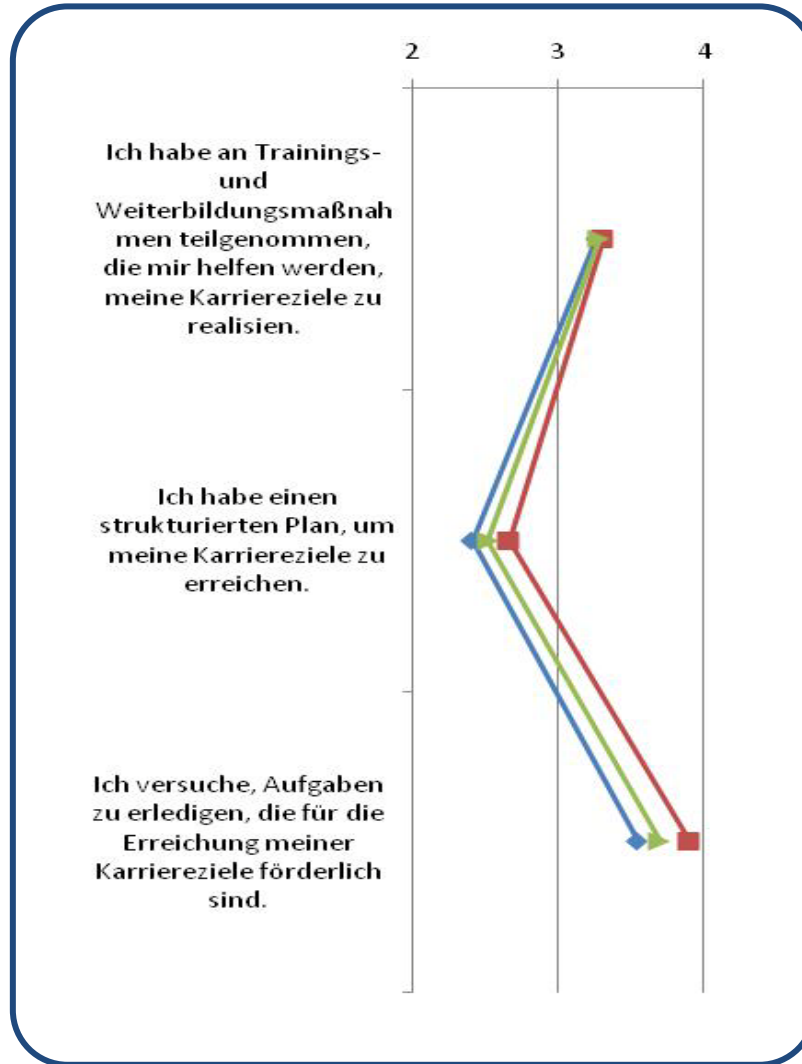 2 3 4
Ich habe an Trainings-
und
Weiterbildungsmaßnah
men teilgenommen,
die mir helfen werden,
meine Karriereziele zu
realisien.
Ich habe einen
strukturierten Plan, um
meine Karriereziele zu
erreichen.
Ich versuche, Aufgaben
zu erledigen, die für die
Erreichung meiner
Karriereziele förderlich
sind.